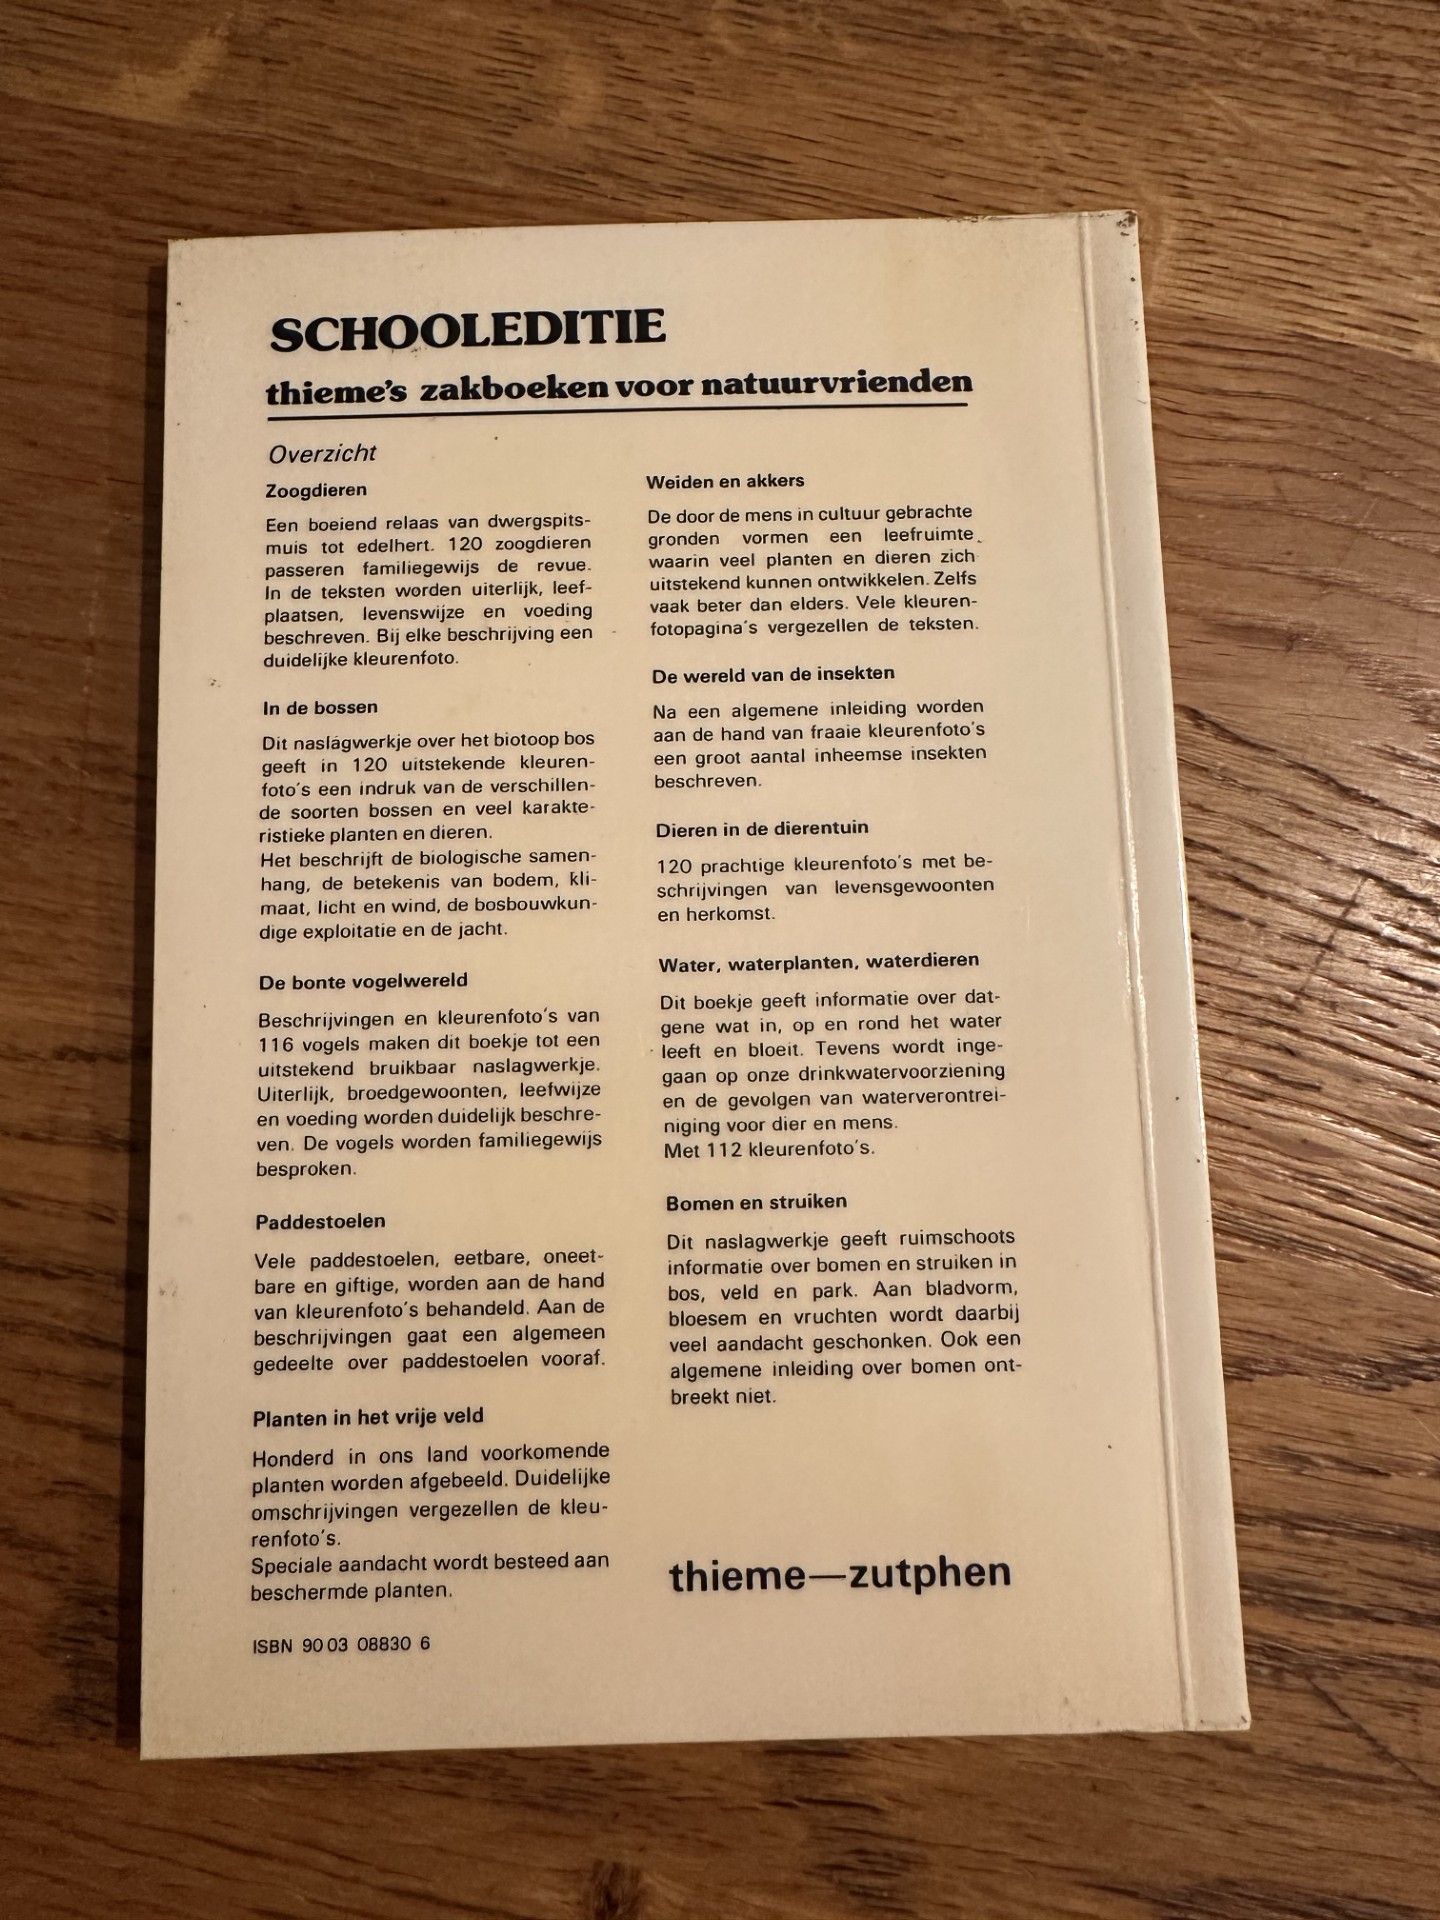 SCHOOLEDITIE
thieme's zakboeken voor natuurvrienden
Overzicht
Zoogdieren
Een boeiend relaas van dwergspits-
muis tot edelhert. 120 zoogdieren
passeren familiegewijs de revue.
In de teksten worden uiterlijk, leef-
plaatsen, levenswijze en voeding
beschreven. Bij elke beschrijving een
duidelijke kleurenfoto.
In de bossen
Dit naslagwerkje over het biotoop bos
geeft in 120 uitstekende kleuren-
foto's een indruk van de verschillen-
de soorten bossen en veel karakte-
ristieke planten en dieren.
Het beschrijft de biologische samen-
hang, de betekenis van bodem, kli-
maat, licht en wind, de bosbouwkun-
dige exploitatie en de jacht.
De bonte vogelwereld
Beschrijvingen en kleurenfoto's van
116 vogels maken dit boekje tot een
uitstekend bruikbaar naslagwerkje.
Uiterlijk, broedgewoonten, leefwijze
en voeding worden duidelijk beschre-
ven. De vogels worden familiegewijs
besproken.
Paddestoelen
Vele paddestoelen, eetbare, oneet-
bare en giftige, worden aan de hand
van kleurenfoto's behandeld. Aan de
beschrijvingen gaat een algemeen
gedeelte over paddestoelen vooraf.
Planten in het vrije veld
Honderd in ons land voorkomende
planten worden afgebeeld. Duidelijke
omschrijvingen vergezellen de kleu-
renfoto's.
Speciale aandacht wordt besteed aan
beschermde planten.
ISBN 90 03 08830 6
Weiden en akkers
De door de mens in cultuur gebrachte
gronden vormen een leefruimte
waarin veel planten en dieren zich
uitstekend kunnen ontwikkelen. Zelfs
vaak beter dan elders. Vele kleuren-
fotopagina's vergezellen de teksten.
De wereld van de insekten
Na een algemene inleiding worden
aan de hand van fraaie kleurenfoto's
een groot aantal inheemse insekten
beschreven.
Dieren in de dierentuin
120 prachtige kleurenfoto's met be-
schrijvingen van levensgewoonten
en herkomst.
Water, waterplanten, waterdieren
Dit boekje geeft informatie over dat-
gene wat in, op en rond het water
leeft en bloeit. Tevens wordt inge-
gaan op onze drinkwatervoorziening
en de gevolgen van waterverontrei-
niging voor dier en mens.
Met 112 kleurenfoto's.
Bomen en struiken
Dit naslagwerkje geeft ruimschoots
informatie over bomen en struiken in
bos, veld en park. Aan bladvorm,
bloesem en vruchten wordt daarbij
veel aandacht geschonken. Ook een
algemene inleiding over bomen ont-
breekt niet.
thieme—zutphen